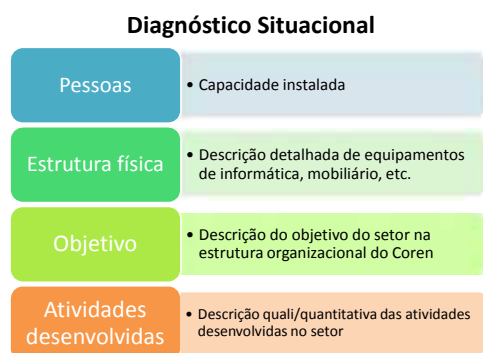 Diagnóstico Situacional
Pessoas
• Capacidade instalada
Estrutura física
• Descrição detalhada de equipamentos
de informática, mobiliário, etc.
Objetivo
• Descrição do objetivo do setor na
estrutura organizacional do Coren
Atividades
desenvolvidas
• Descrição quali/quantitativa das atividades
desenvolvidas no setor